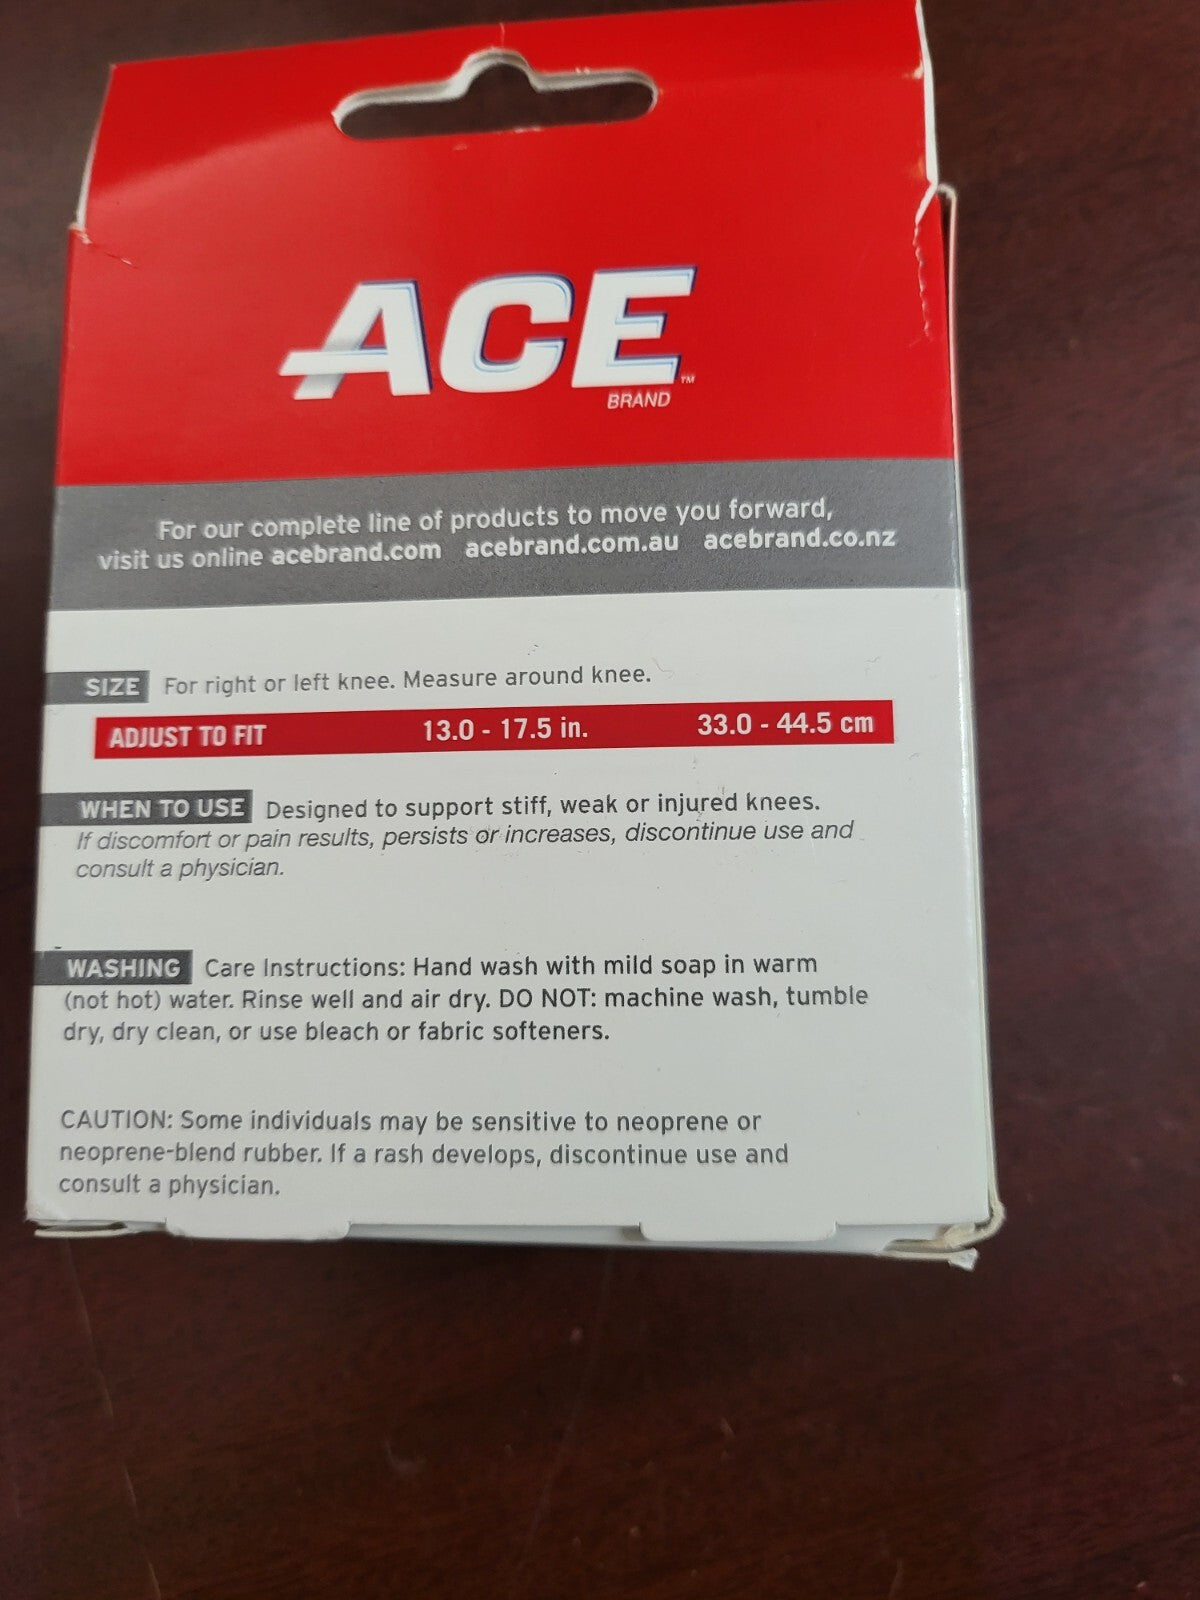 ACE
BRAND
TM
For our complete line of products to move you forward,
visit us online acebrand.com acebrand.com.au acebrand.co.nz
SIZE For right or left knee. Measure around knee.
ADJUST TO FIT 13.0 - 17.5 in. 33.0 - 44.5 cm
WHEN TO USE Designed to support stiff, weak or injured knees.
If discomfort or pain results, persists or increases, discontinue use and
consult a physician.
WASHING Care Instructions: Hand wash with mild soap in warm
(not hot) water. Rinse well and air dry. DO NOT: machine wash, tumble
dry, dry clean, or use bleach or fabric softeners.
CAUTION: Some individuals may be sensitive to neoprene or
neoprene-blend rubber. If a rash develops, discontinue use and
consult a physician.